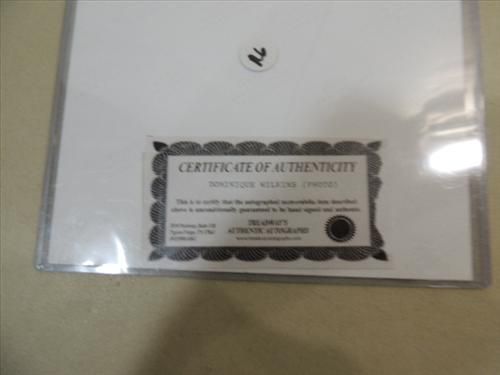 CERTIFICATE OF AUTHENTICITY
DOMINIQUE WILKINS (PHOTO)
This is to certify that the autographed memorabilia item described
above is unconditionally guaranteed to be hand signed and authentic.
TREADWAY'S
AUTHENTIC AUTOGRAPHS